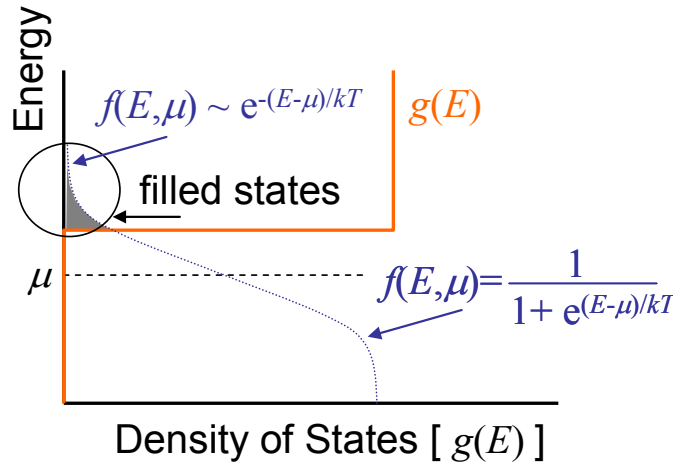 Energy
f(E,μ) ~ e-(E-μ)/kT
g(E)
filled states
μ
f(E,μ)= 1
1+ e(E-μ)/kT
Density of States [ g(E) ]